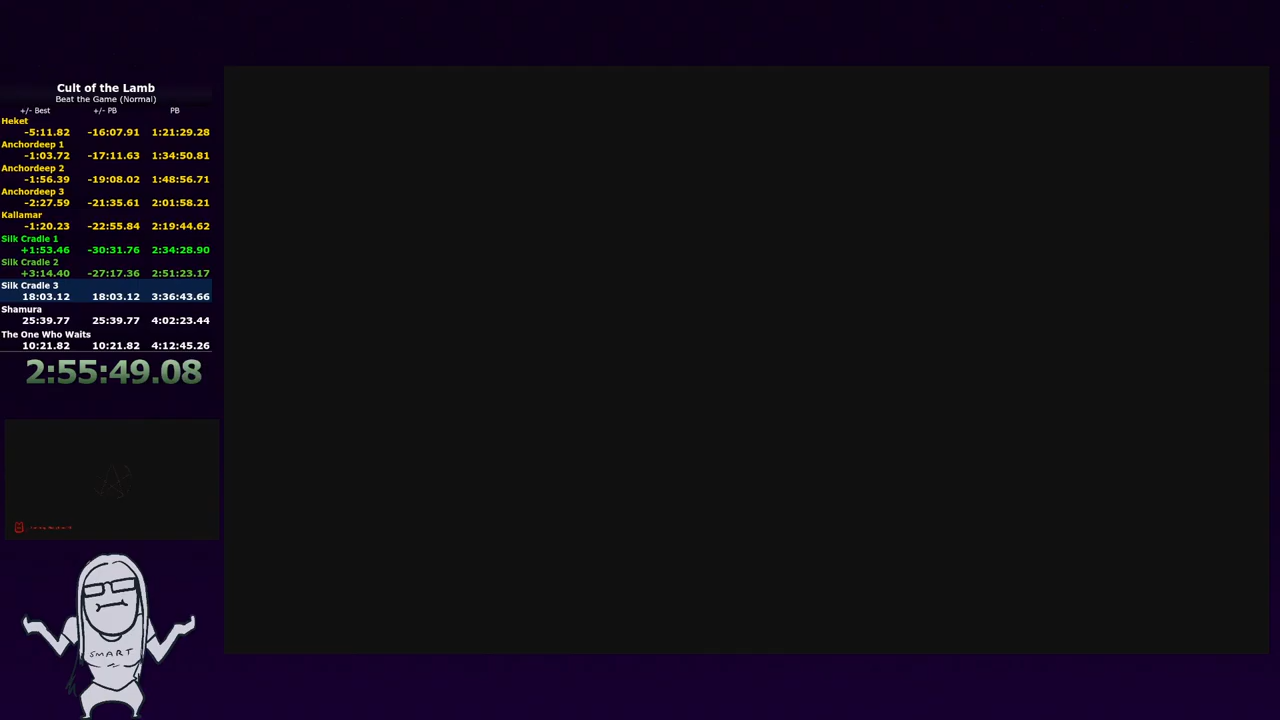 Cult of the Lamb
Beat the Game (Normal)
+/- Best +/- PB PB
Heket
-5:11.82 -16:07.91 1:21:29.28
Anchordeep 1
-1:03.72 -17:11.63 1:34:50.81
Anchordeep 2
-1:56.39 -19:08.02 1:48:56.71
Anchordeep 3
-2:27.59 -21:35.61 2:01:58.21
Kallamar
-1:20.23 -22:55.84 2:19:44.62
Silk Cradle 1
+1:53.46 -30:31.76 2:34:28.90
Silk Cradle 2
+3:14.40 -27:17.36 2:51:23.17
Silk Cradle 3
18:03.12 18:03.12 3:36:43.66
Shamura
25:39.77 25:39.77 4:02:23.44
The One Who Waits
10:21.82 10:21.82 4:12:45.26
2:55:49.08
SMART